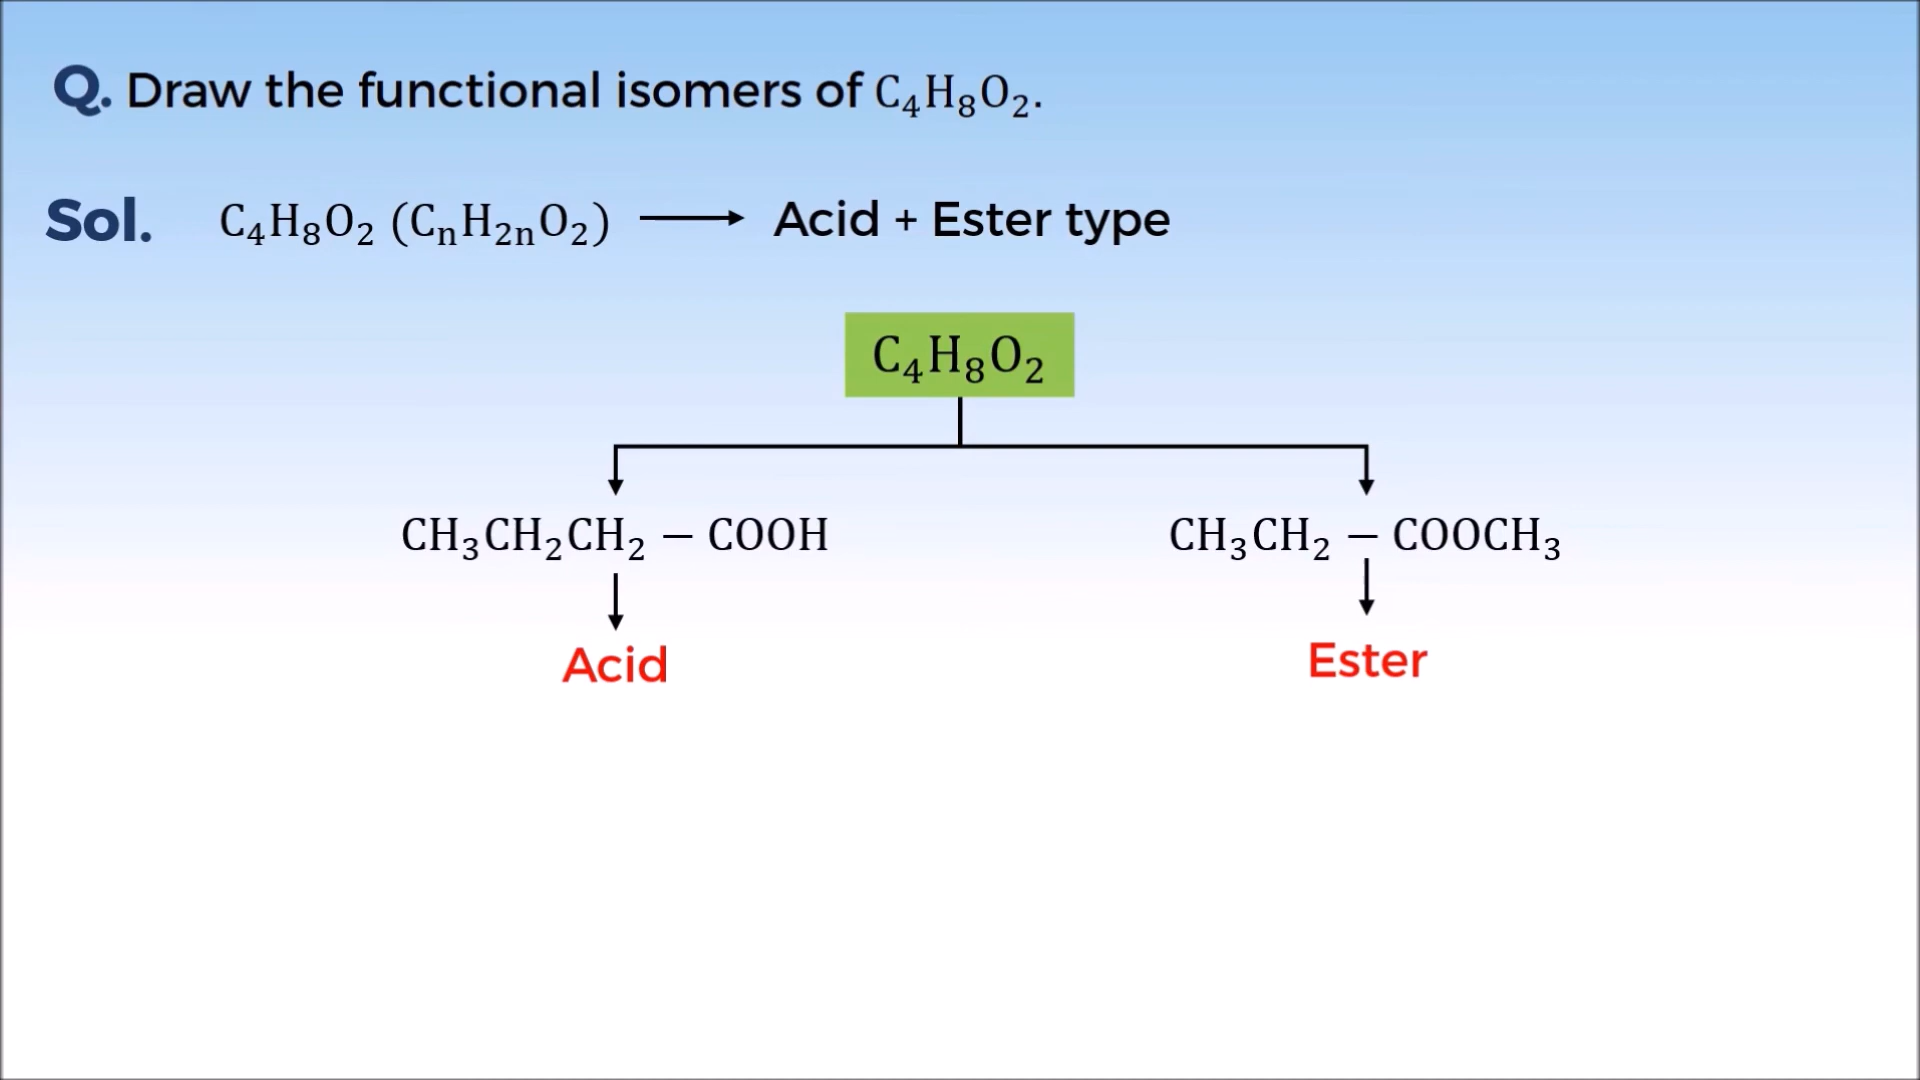 Q. Draw the functional isomers of C₄H₈O₂.
Sol. C₄H₈O₂ (CₙH₂ₙO₂) ⟶ Acid + Ester type
C₄H₈O₂
CH₃CH₂CH₂ − COOH
CH₃CH₂ − COOCH₃
Acid
Ester